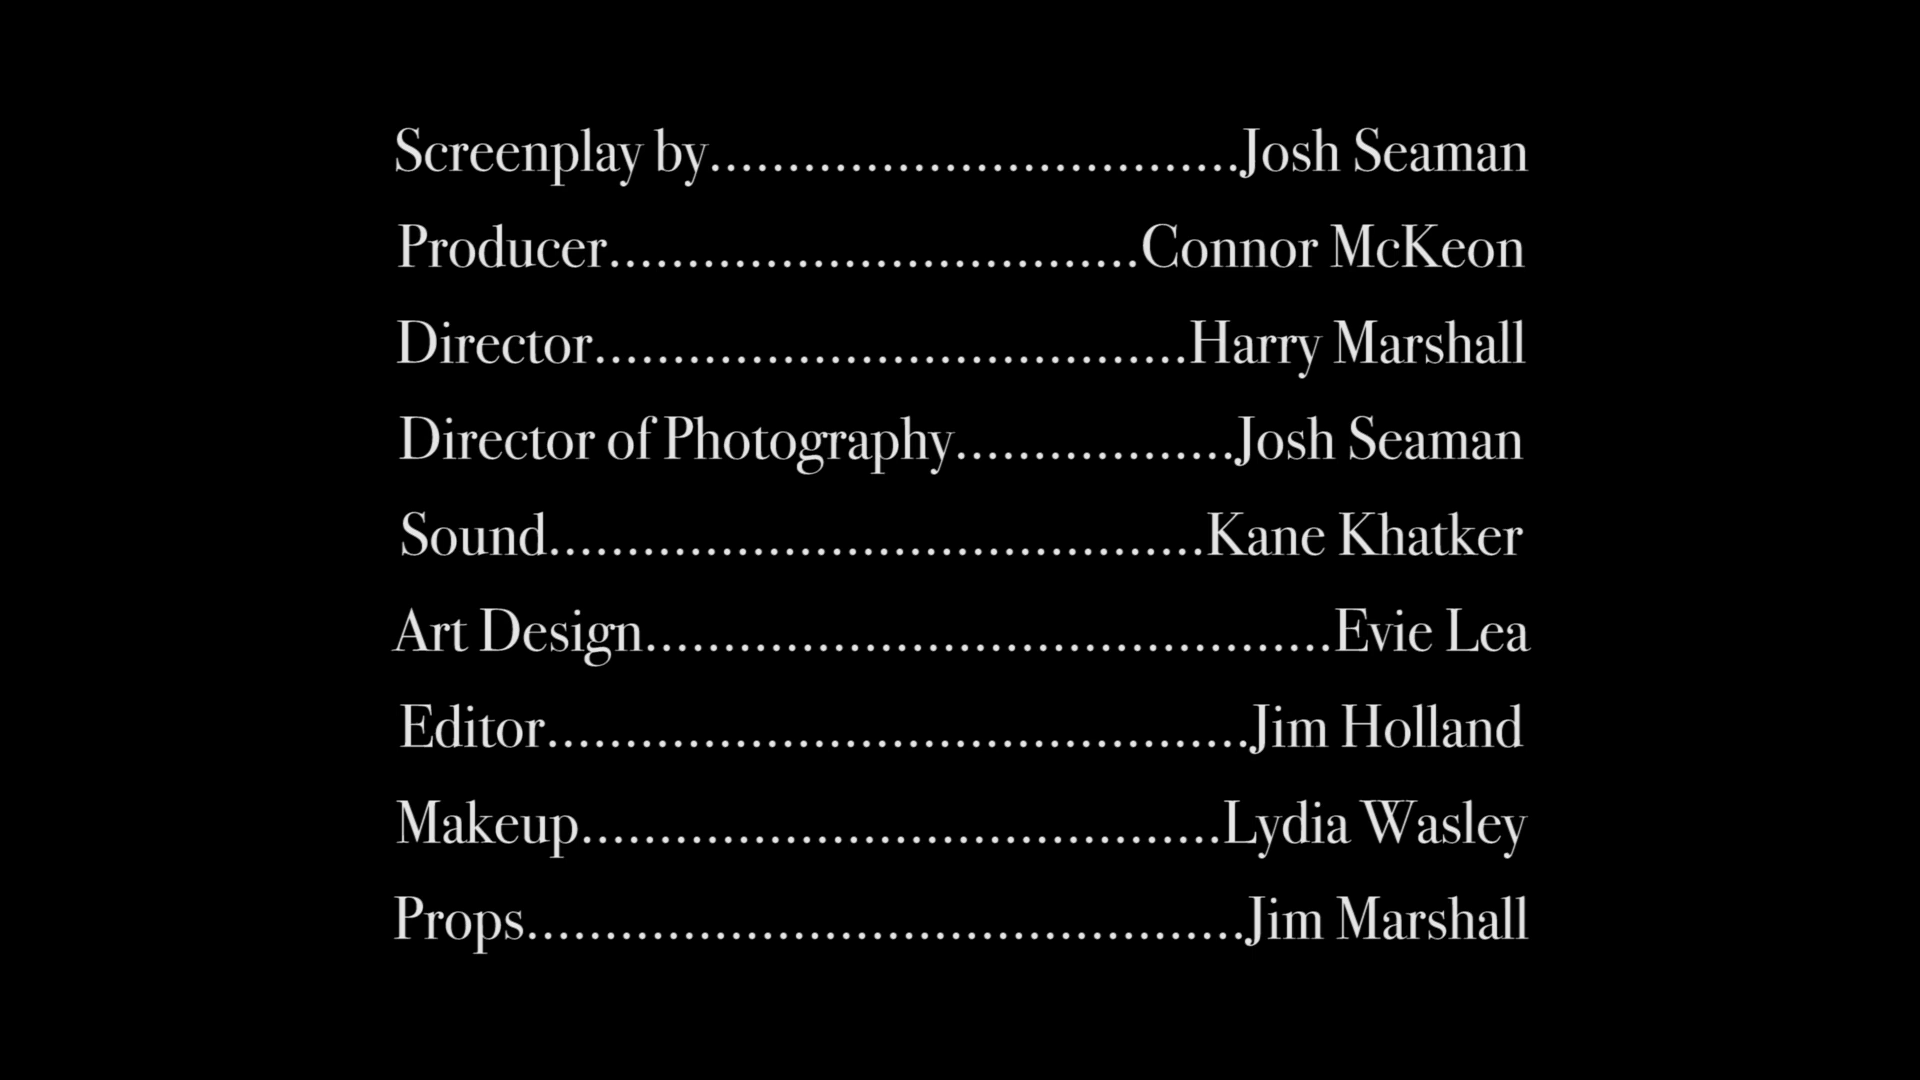 Screenplay by..................................Josh Seaman
Producer..................................Connor McKeon
Director......................................Harry Marshall
Director of Photography..................Josh Seaman
Sound..........................................Kane Khatker
Art Design............................................Evie Lea
Editor.............................................Jim Holland
Makeup.........................................Lydia Wasley
Props..............................................Jim Marshall